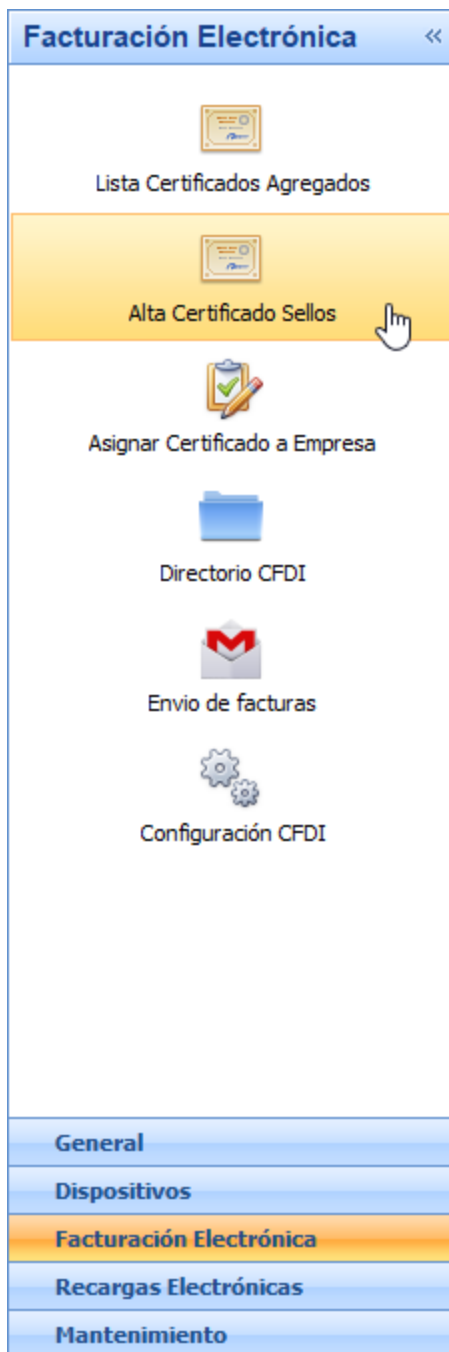 Facturación Electrónica «
Lista Certificados Agregados
Alta Certificado Sellos
Asignar Certificado a Empresa
Directorio CFDI
Envio de facturas
Configuración CFDI
General
Dispositivos
Facturación Electrónica
Recargas Electrónicas
Mantenimiento